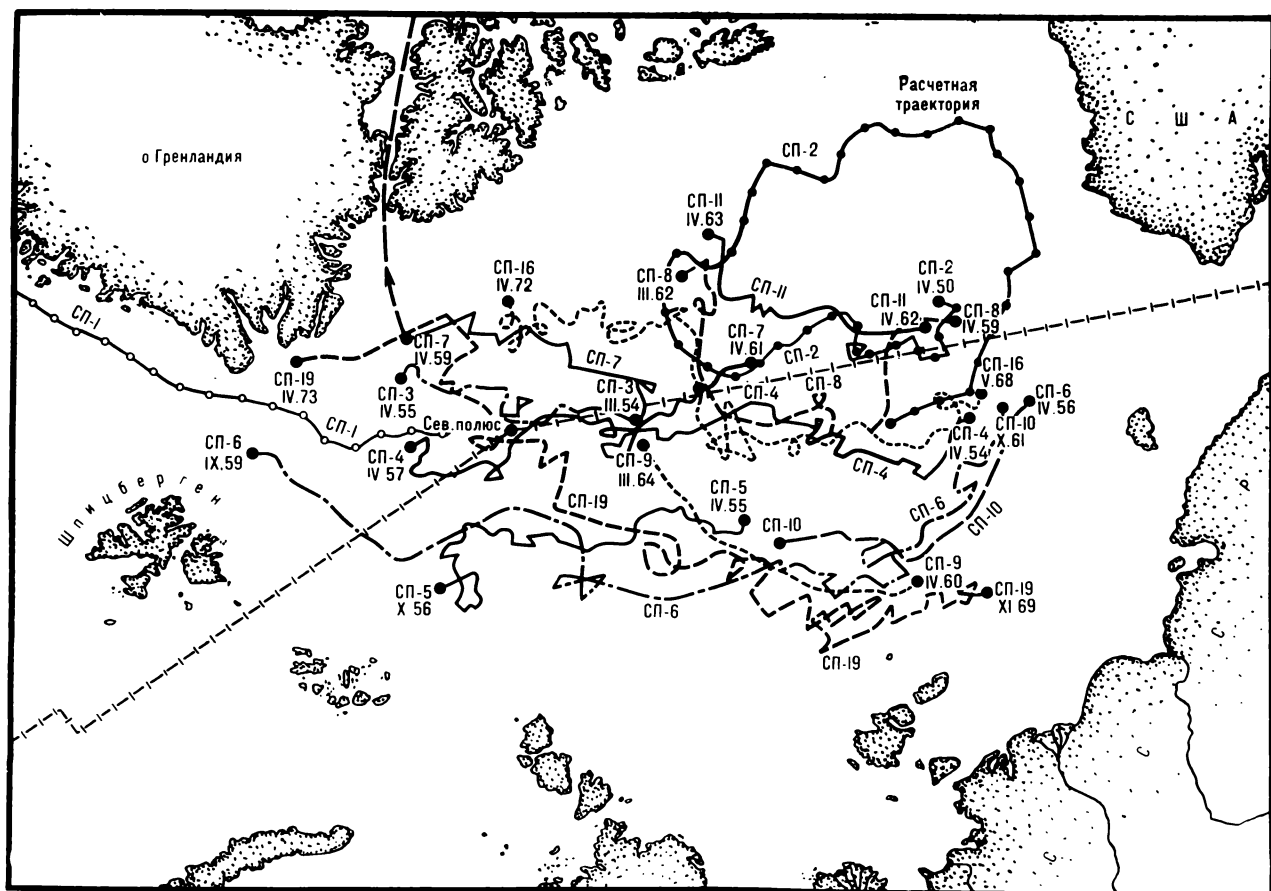 Расчетная
траектория
С Ш А
о Гренландия
СП-2
СП-11
IV.63
СП-16
IV.72
СП-8
III.62
СП-11
СП-2
IV.50
СП-11
IV.62
СП-8
IV.59
СП-1
СП-7
IV.59
СП-7
СП-7
IV.61
СП-2
СП-19
IV.73
СП-3
IV.55
СП-3
III.54
СП-4
СП-8
СП-16
V.68
СП-6
IV.56
СП-1
Сев. полюс
СП-4
IV.54
СП-10
X.61
СП-6
IX.59
СП-4
IV.57
СП-9
III.64
СП-4
Шпицберген
СП-19
СП-5
IV.55
СП-10
СП-6
СП-10
СП-5
X 56
СП-6
СП-9
IV.60
СП-19
XI 69
СП-19
С С С Р